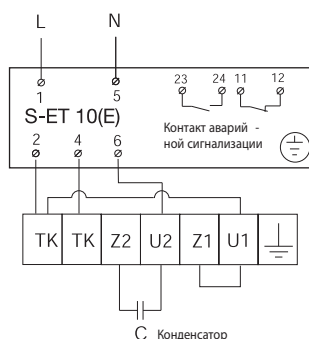 L N
1 5 23 24 11 12
S-ET 10(E)
Контакт аварий -
ной сигнализации
2 4 6
TK TK Z2 U2 Z1 U1
C Конденсатор